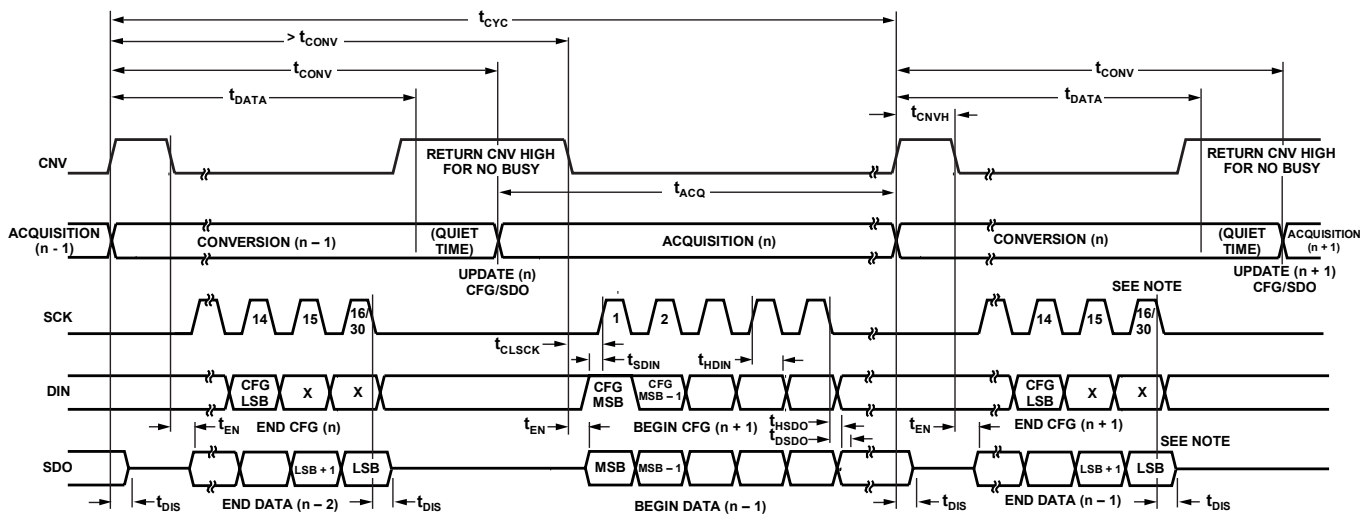 tCYC
> tCONV
tCONV
tCONV
tDATA
tDATA
tCNVH
CNV
RETURN CNV HIGH
FOR NO BUSY
RETURN CNV HIGH
FOR NO BUSY
tACQ
ACQUISITION
(n - 1)
CONVERSION (n – 1)
(QUIET
TIME)
ACQUISITION (n)
CONVERSION (n)
(QUIET
TIME)
ACQUISITION
(n + 1)
UPDATE (n)
CFG/SDO
UPDATE (n + 1)
CFG/SDO
SEE NOTE
SCK
14
15
16/
30
1
2
14
15
16/
30
tCLSCK
tSDIN
tHDIN
DIN
CFG
LSB
X
X
CFG
MSB
CFG
MSB – 1
CFG
LSB
X
X
tEN
END CFG (n)
tEN
BEGIN CFG (n + 1)
tHSDO
tDSDO
tEN
END CFG (n + 1)
SEE NOTE
SDO
LSB + 1
LSB
MSB
MSB – 1
LSB + 1
LSB
tDIS
END DATA (n – 2)
tDIS
BEGIN DATA (n – 1)
tDIS
END DATA (n – 1)
tDIS